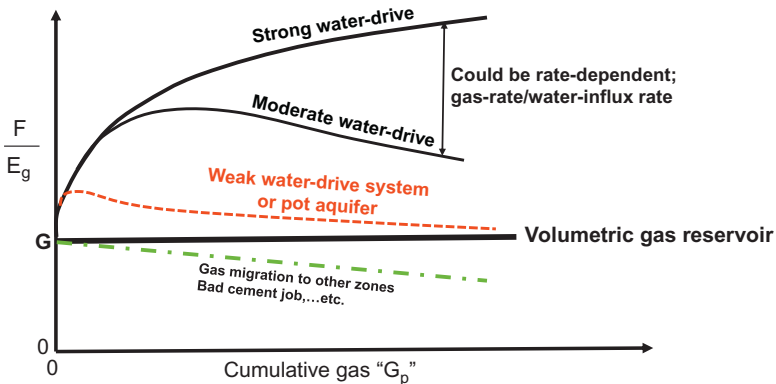 Strong water-drive
Could be rate-dependent;
gas-rate/water-influx rate
Moderate water-drive
F
E_g
Weak water-drive system
or pot aquifer
G
Volumetric gas reservoir
Gas migration to other zones
Bad cement job,...etc.
0
0
Cumulative gas “G_p”